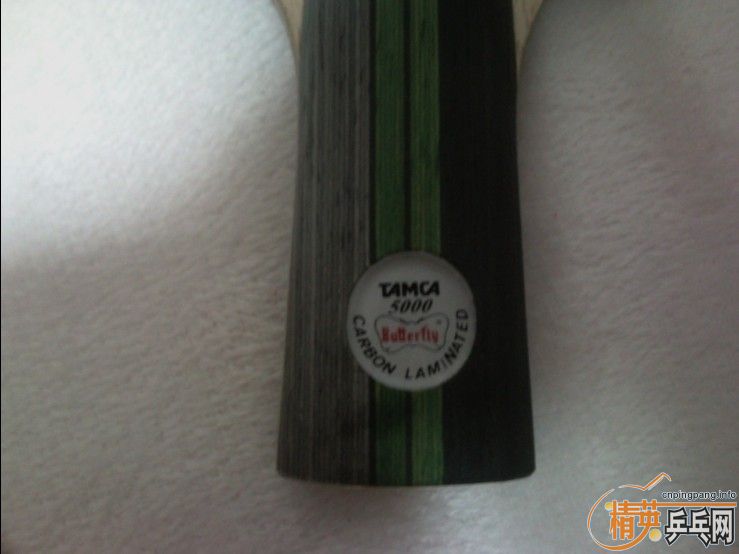 TAMCA
5000
Butterfly
CARBON LAMINATED
cnpingpang.info
精英乒乓网